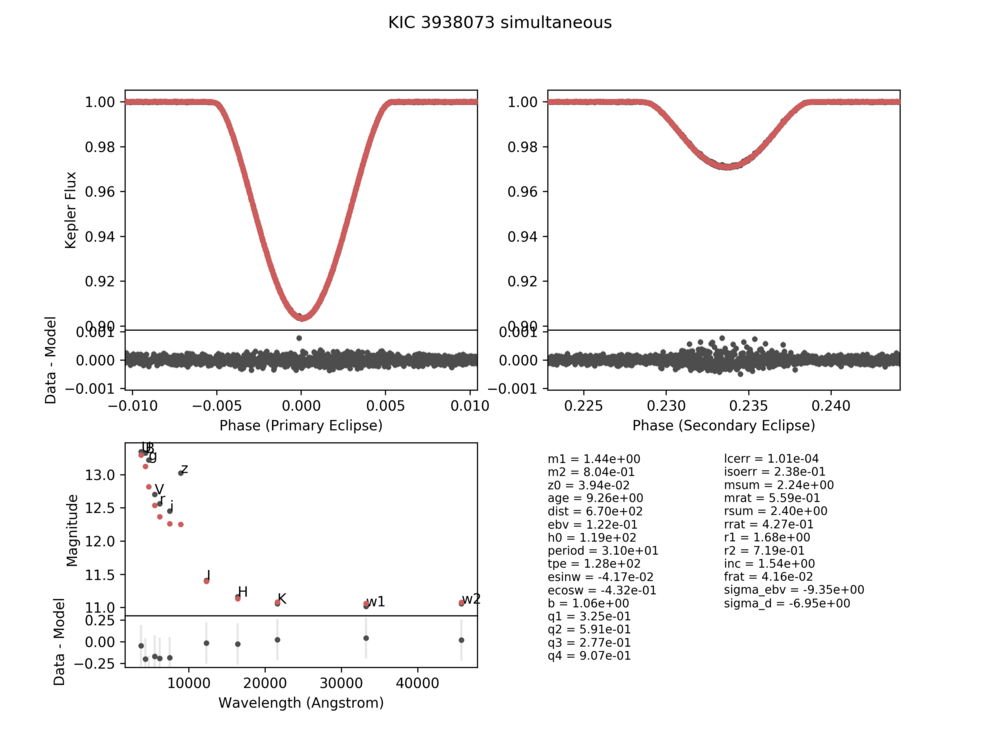 KIC 3938073 simultaneous
1.00
0.98
0.96
0.94
0.92
0.90
Kepler Flux
0.001
0.000
−0.001
Data - Model
−0.010 −0.005 0.000 0.005 0.010
Phase (Primary Eclipse)
1.00
0.98
0.96
0.94
0.92
0.90
0.001
0.000
−0.001
0.225 0.230 0.235 0.240
Phase (Secondary Eclipse)
13.0
12.5
12.0
11.5
11.0
Magnitude
g
z
V
r
i
H
K
w1
w2
0.25
0.00
−0.25
Data - Model
10000 20000 30000 40000
Wavelength (Angstrom)
m1 = 1.44e+00
m2 = 8.04e-01
z0 = 3.94e-02
age = 9.26e+00
dist = 6.70e+02
ebv = 1.22e-01
h0 = 1.19e+02
period = 3.10e+01
tpe = 1.28e+02
esinw = -4.17e-02
ecosw = -4.32e-01
b = 1.06e+00
q1 = 3.25e-01
q2 = 5.91e-01
q3 = 2.77e-01
q4 = 9.07e-01
lcerr = 1.01e-04
isoerr = 2.38e-01
msum = 2.24e+00
mrat = 5.59e-01
rsum = 2.40e+00
rrat = 4.27e-01
r1 = 1.68e+00
r2 = 7.19e-01
inc = 1.54e+00
frat = 4.16e-02
sigma_ebv = -9.35e+00
sigma_d = -6.95e+00